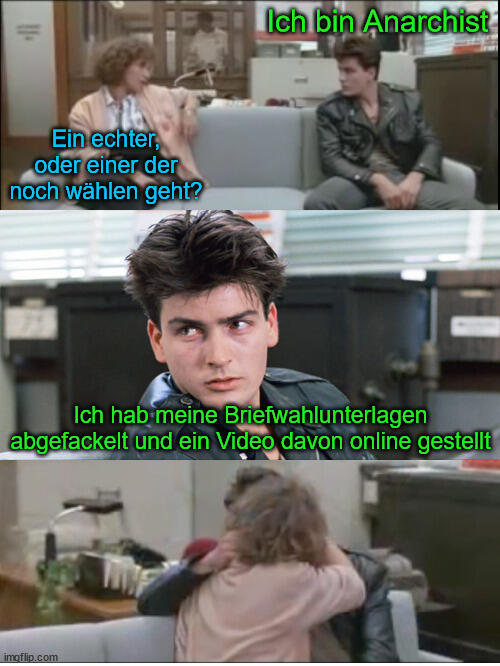 Ich bin Anarchist
Ein echter,
oder einer der
noch wählen geht?
Ich hab meine Briefwahlunterlagen
abgefackelt und ein Video davon online gestellt
imgflip.com